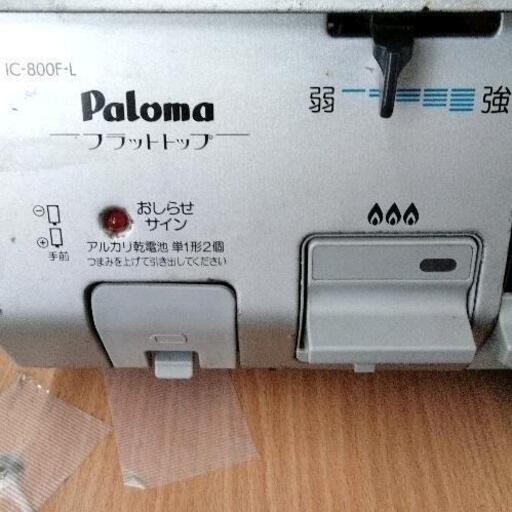 IC-800F-L
Paloma
フラットトップ
弱 強
おしらせ
サイン
⊖
⊕
手前
アルカリ乾電池 単1形2個
つまみを上げて引き出してください